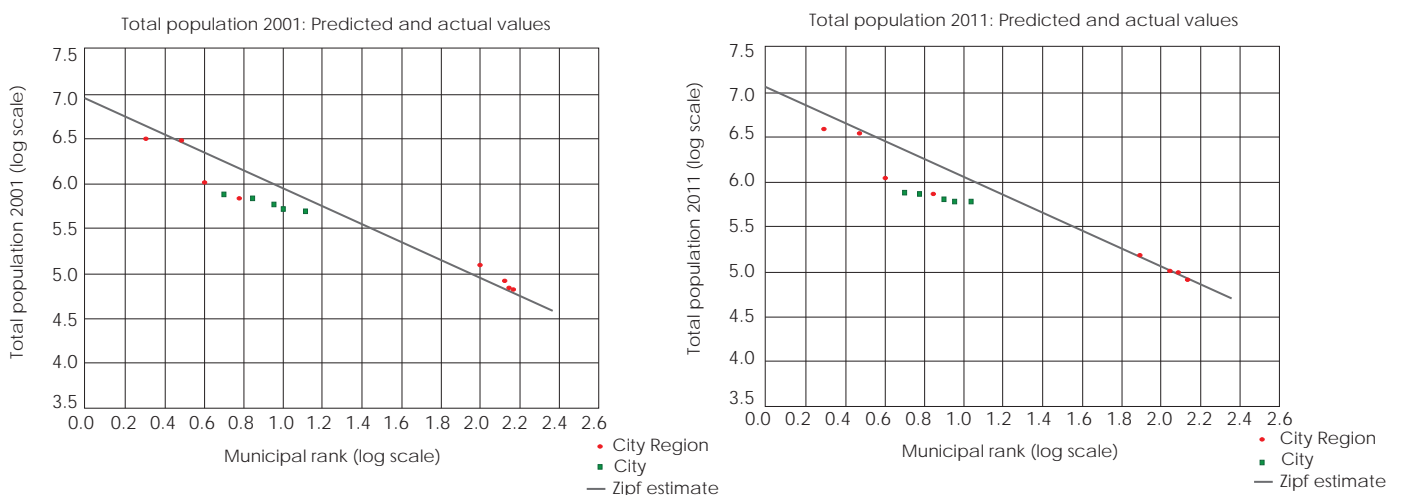 Total population 2001: Predicted and actual values
Total population 2001 (log scale)
7.5
7.0
6.5
6.0
5.5
5.0
4.5
4.0
3.5
0.0 0.2 0.4 0.6 0.8 1.0 1.2 1.4 1.6 1.8 2.0 2.2 2.4 2.6
Municipal rank (log scale)
City Region
City
Zipf estimate
Total population 2011: Predicted and actual values
Total population 2011 (log scale)
7.5
7.0
6.5
6.0
5.5
5.0
4.5
4.0
3.5
0.0 0.2 0.4 0.6 0.8 1.0 1.2 1.4 1.6 1.8 2.0 2.2 2.4 2.6
Municipal rank (log scale)
City Region
City
Zipf estimate